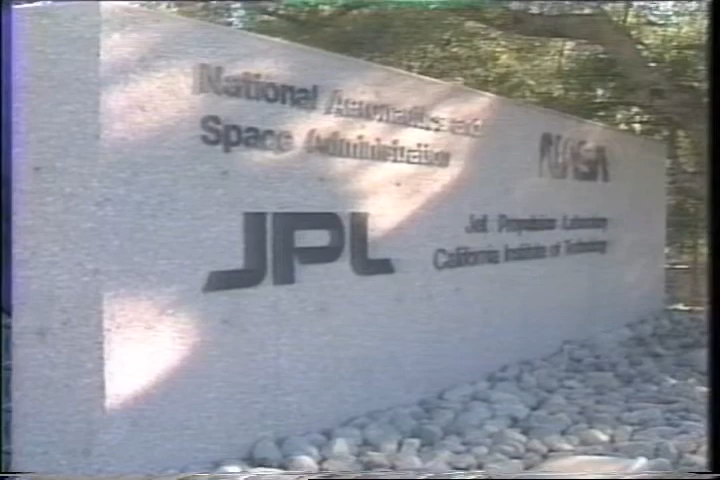 National Aeronautics and
Space Administration
NASA
JPL
Jet Propulsion Laboratory
California Institute of Technology